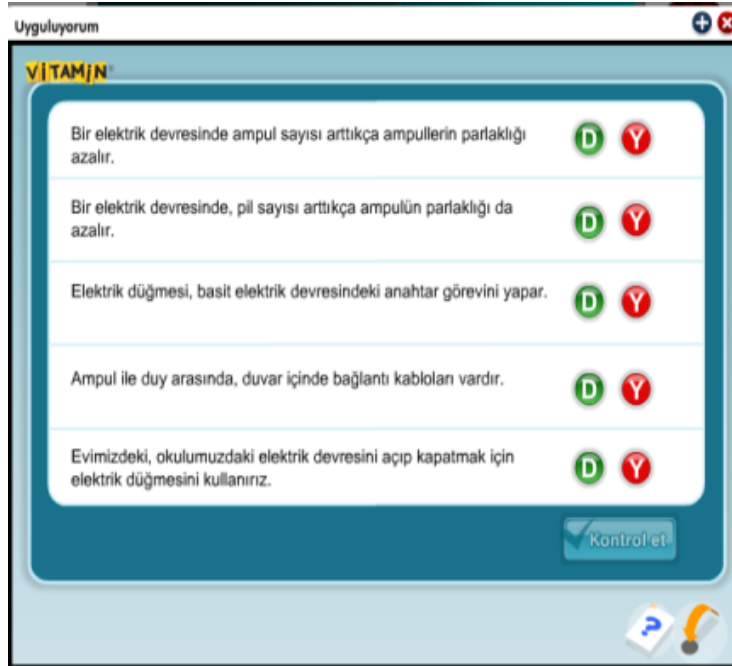 Uyguluyorum
VİTAMİN
Bir elektrik devresinde ampul sayısı arttıkça ampullerin parlaklığı
azalır.
D Y
Bir elektrik devresinde, pil sayısı arttıkça ampulün parlaklığı da
azalır.
D Y
Elektrik düğmesi, basit elektrik devresindeki anahtar görevini yapar.
D Y
Ampul ile duy arasında, duvar içinde bağlantı kabloları vardır.
D Y
Evimizdeki, okulumuzdaki elektrik devresini açıp kapatmak için
elektrik düğmesini kullanırız.
D Y
Kontrol et
?